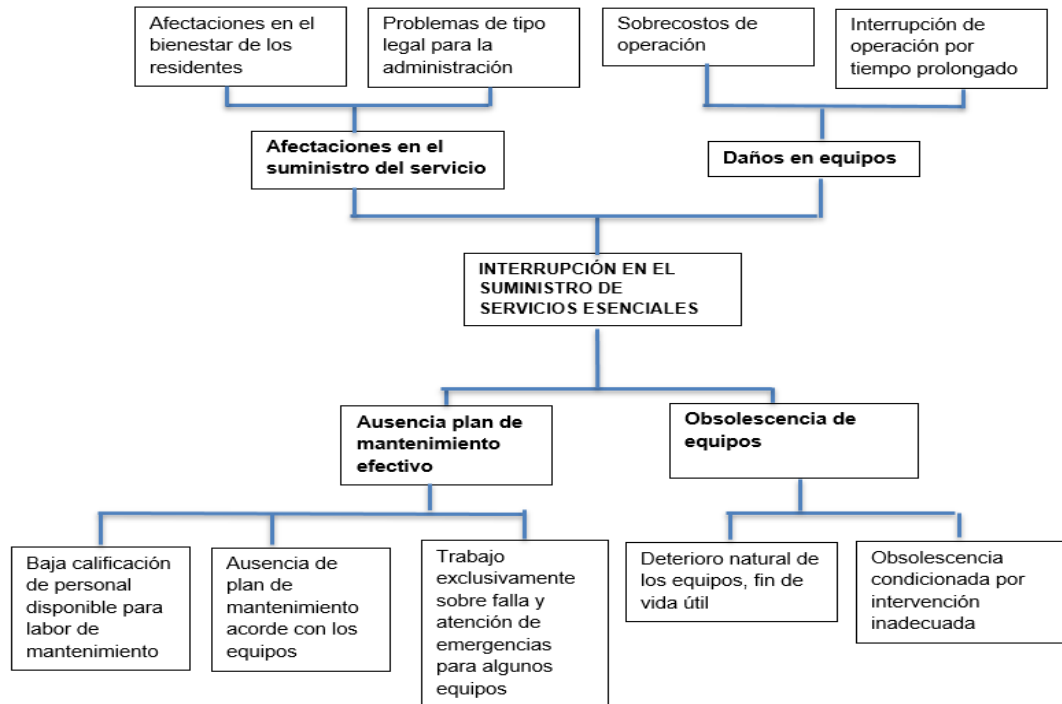 Afectaciones en el
bienestar de los
residentes
Problemas de tipo
legal para la
administración
Sobrecostos de
operación
Interrupción de
operación por
tiempo prolongado
Afectaciones en el
suministro del servicio
Daños en equipos
INTERRUPCIÓN EN EL
SUMINISTRO DE
SERVICIOS ESENCIALES
Ausencia plan de
mantenimiento
efectivo
Obsolescencia de
equipos
Baja calificación
de personal
disponible para
labor de
mantenimiento
Ausencia de
plan de
mantenimiento
acorde con los
equipos
Trabajo
exclusivamente
sobre falla y
atención de
emergencias
para algunos
equipos
Deterioro natural de
los equipos, fin de
vida útil
Obsolescencia
condicionada por
intervención
inadecuada